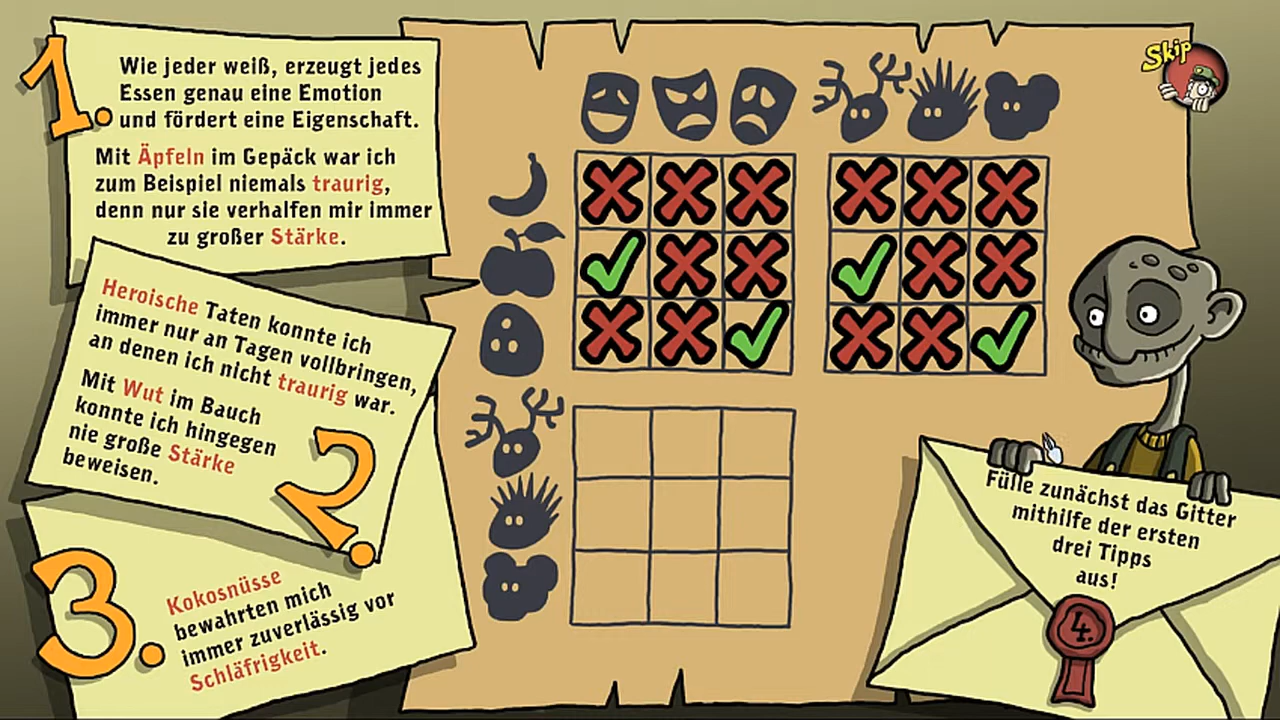 1.
Wie jeder weiß, erzeugt jedes
Essen genau eine Emotion
und fördert eine Eigenschaft.
Mit Äpfeln im Gepäck war ich
zum Beispiel niemals traurig,
denn nur sie verhalfen mir immer
zu großer Stärke.
Heroische Taten konnte ich
immer nur an Tagen vollbringen,
an denen ich nicht traurig war.
Mit Wut im Bauch
konnte ich hingegen
nie große Stärke
beweisen.
2.
3.
Kokosnüsse
bewahrten mich
immer zuverlässig vor
Schläfrigkeit.
Skip
Fülle zunächst das Gitter
mithilfe der ersten
drei Tipps
aus!
4.